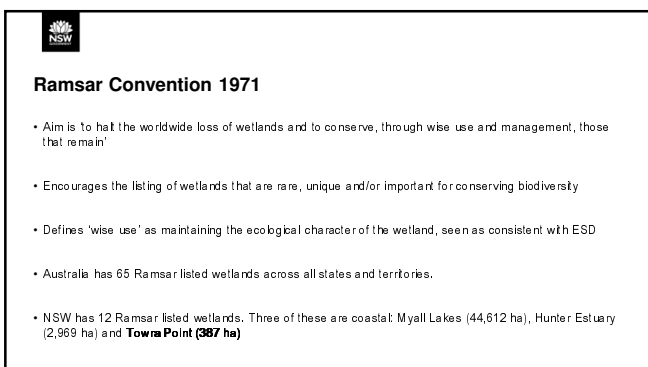 NSW
GOVERNMENT
Ramsar Convention 1971
• Aim is 'to halt the worldwide loss of wetlands and to conserve, through wise use and management, those
that remain'
• Encourages the listing of wetlands that are rare, unique and/or important for conserving biodiversity
• Defines 'wise use' as maintaining the ecological character of the wetland, seen as consistent with ESD
• Australia has 65 Ramsar listed wetlands across all states and territories.
• NSW has 12 Ramsar listed wetlands. Three of these are coastal: Myall Lakes (44,612 ha), Hunter Estuary
(2,969 ha) and Towra Point (387 ha)